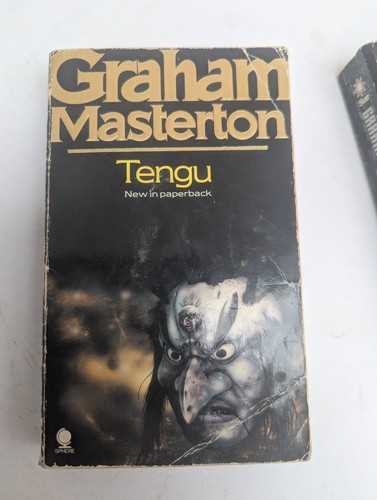 Graham
Masterton
Tengu
New in paperback
SPHERE